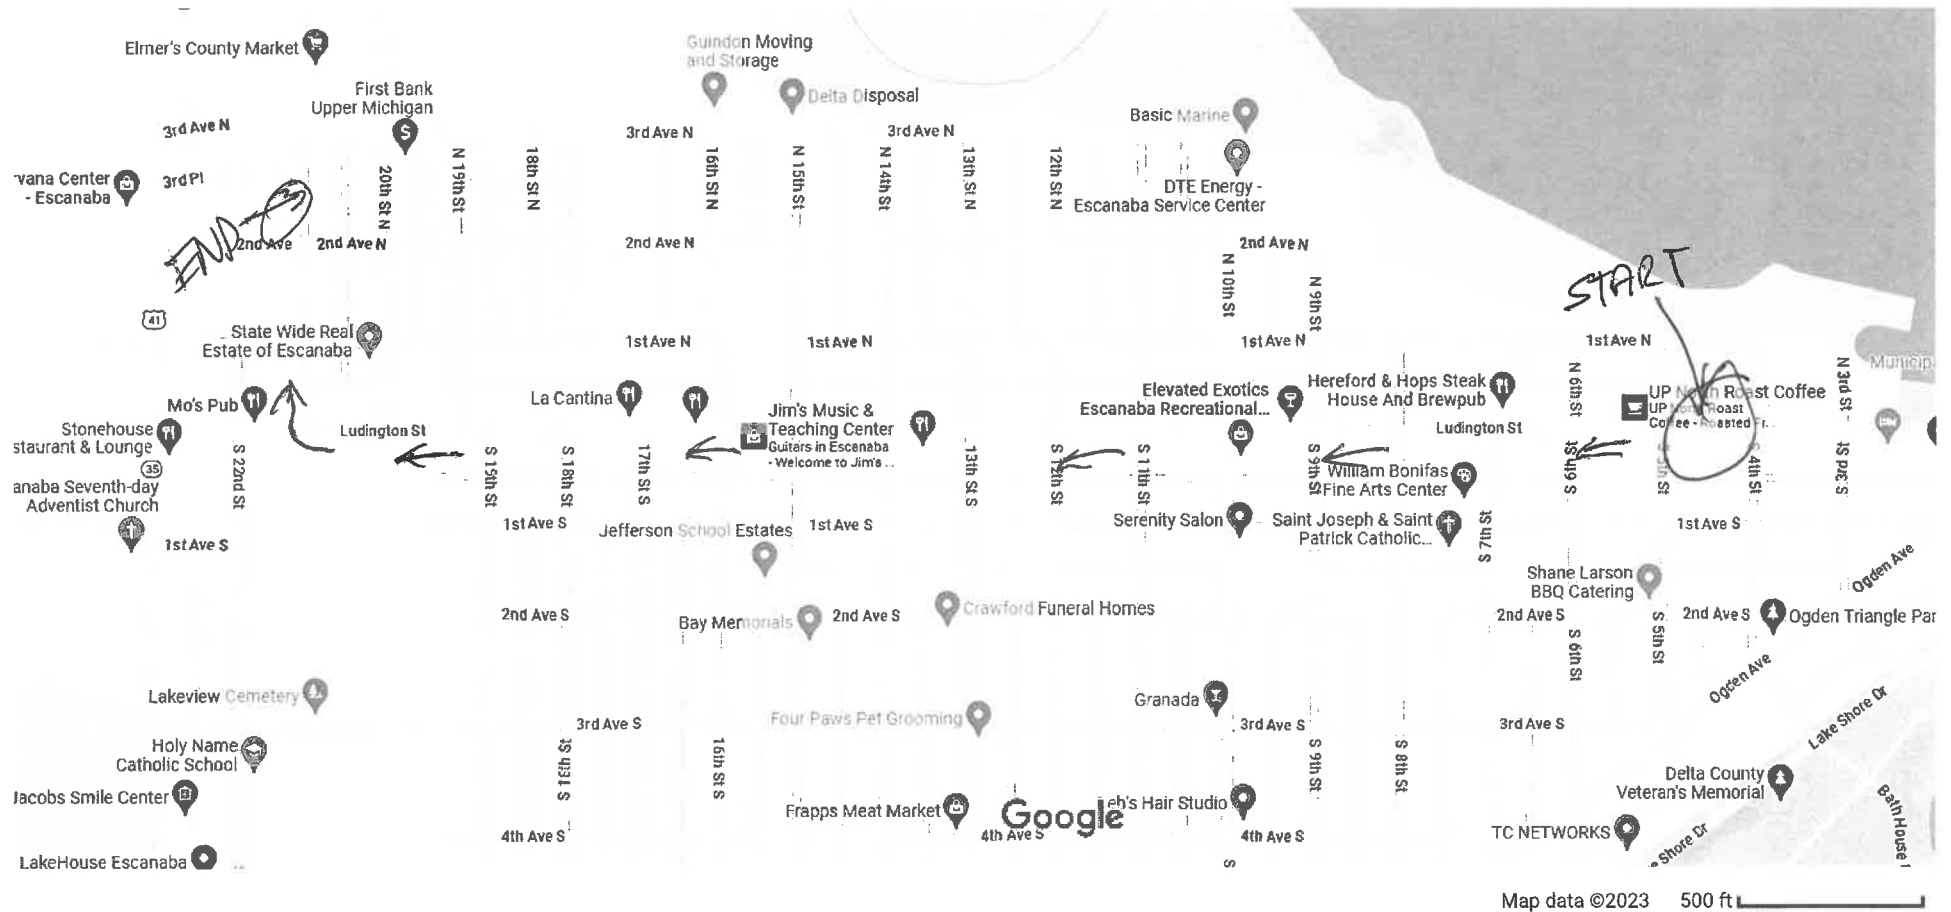 Elmer's County Market
Guindon Moving
and Storage
First Bank
Upper Michigan
Delta Disposal
Basic Marine
3rd Ave N
3rd Ave N
3rd Ave N
vana Center
- Escanaba
3rd Pl
20th St N
N 19th St
18th St N
16th St N
N 15th St
N 14th St
13th St N
12th St N
DTE Energy -
Escanaba Service Center
END
2nd Ave
2nd Ave N
2nd Ave N
2nd Ave N
N 10th St
N 9th St
START
41
State Wide Real
Estate of Escanaba
1st Ave N
1st Ave N
1st Ave N
1st Ave N
Mo's Pub
La Cantina
Jim's Music &
Teaching Center
Guitars in Escanaba
- Welcome to Jim's ...
Elevated Exotics
Escanaba Recreational...
Hereford & Hops Steak
House And Brewpub
N 6th St
UP North Roast Coffee
UP North Roast
Coffee - Roasted Fr...
N 3rd St
Municip
Stonehouse
staurant & Lounge
Ludington St
Ludington St
35
S 22nd St
S 19th St
S 18th St
17th St S
13th St S
S 12th St
S 11th St
S 9th St
S 6th St
S 5th St
S 4th St
S 3rd St
William Bonifas
Fine Arts Center
anaba Seventh-day
Adventist Church
1st Ave S
1st Ave S
1st Ave S
1st Ave S
Jefferson School Estates
Serenity Salon
Saint Joseph & Saint
Patrick Catholic...
S 7th St
Shane Larson
BBQ Catering
Ogden Ave
2nd Ave S
Bay Memorials
2nd Ave S
Crawford Funeral Homes
2nd Ave S
S 6th St
S 5th St
2nd Ave S
Ogden Triangle Par
Ogden Ave
Lakeview Cemetery
Four Paws Pet Grooming
Granada
3rd Ave S
3rd Ave S
3rd Ave S
Lake Shore Dr
Holy Name
Catholic School
16th St S
S 9th St
S 8th St
Delta County
Veteran's Memorial
Jacobs Smile Center
Frapps Meat Market
Google
eh's Hair Studio
Bath House
4th Ave S
4th Ave S
4th Ave S
TC NETWORKS
e Shore Dr
LakeHouse Escanaba
S
Map data ©2023 500 ft